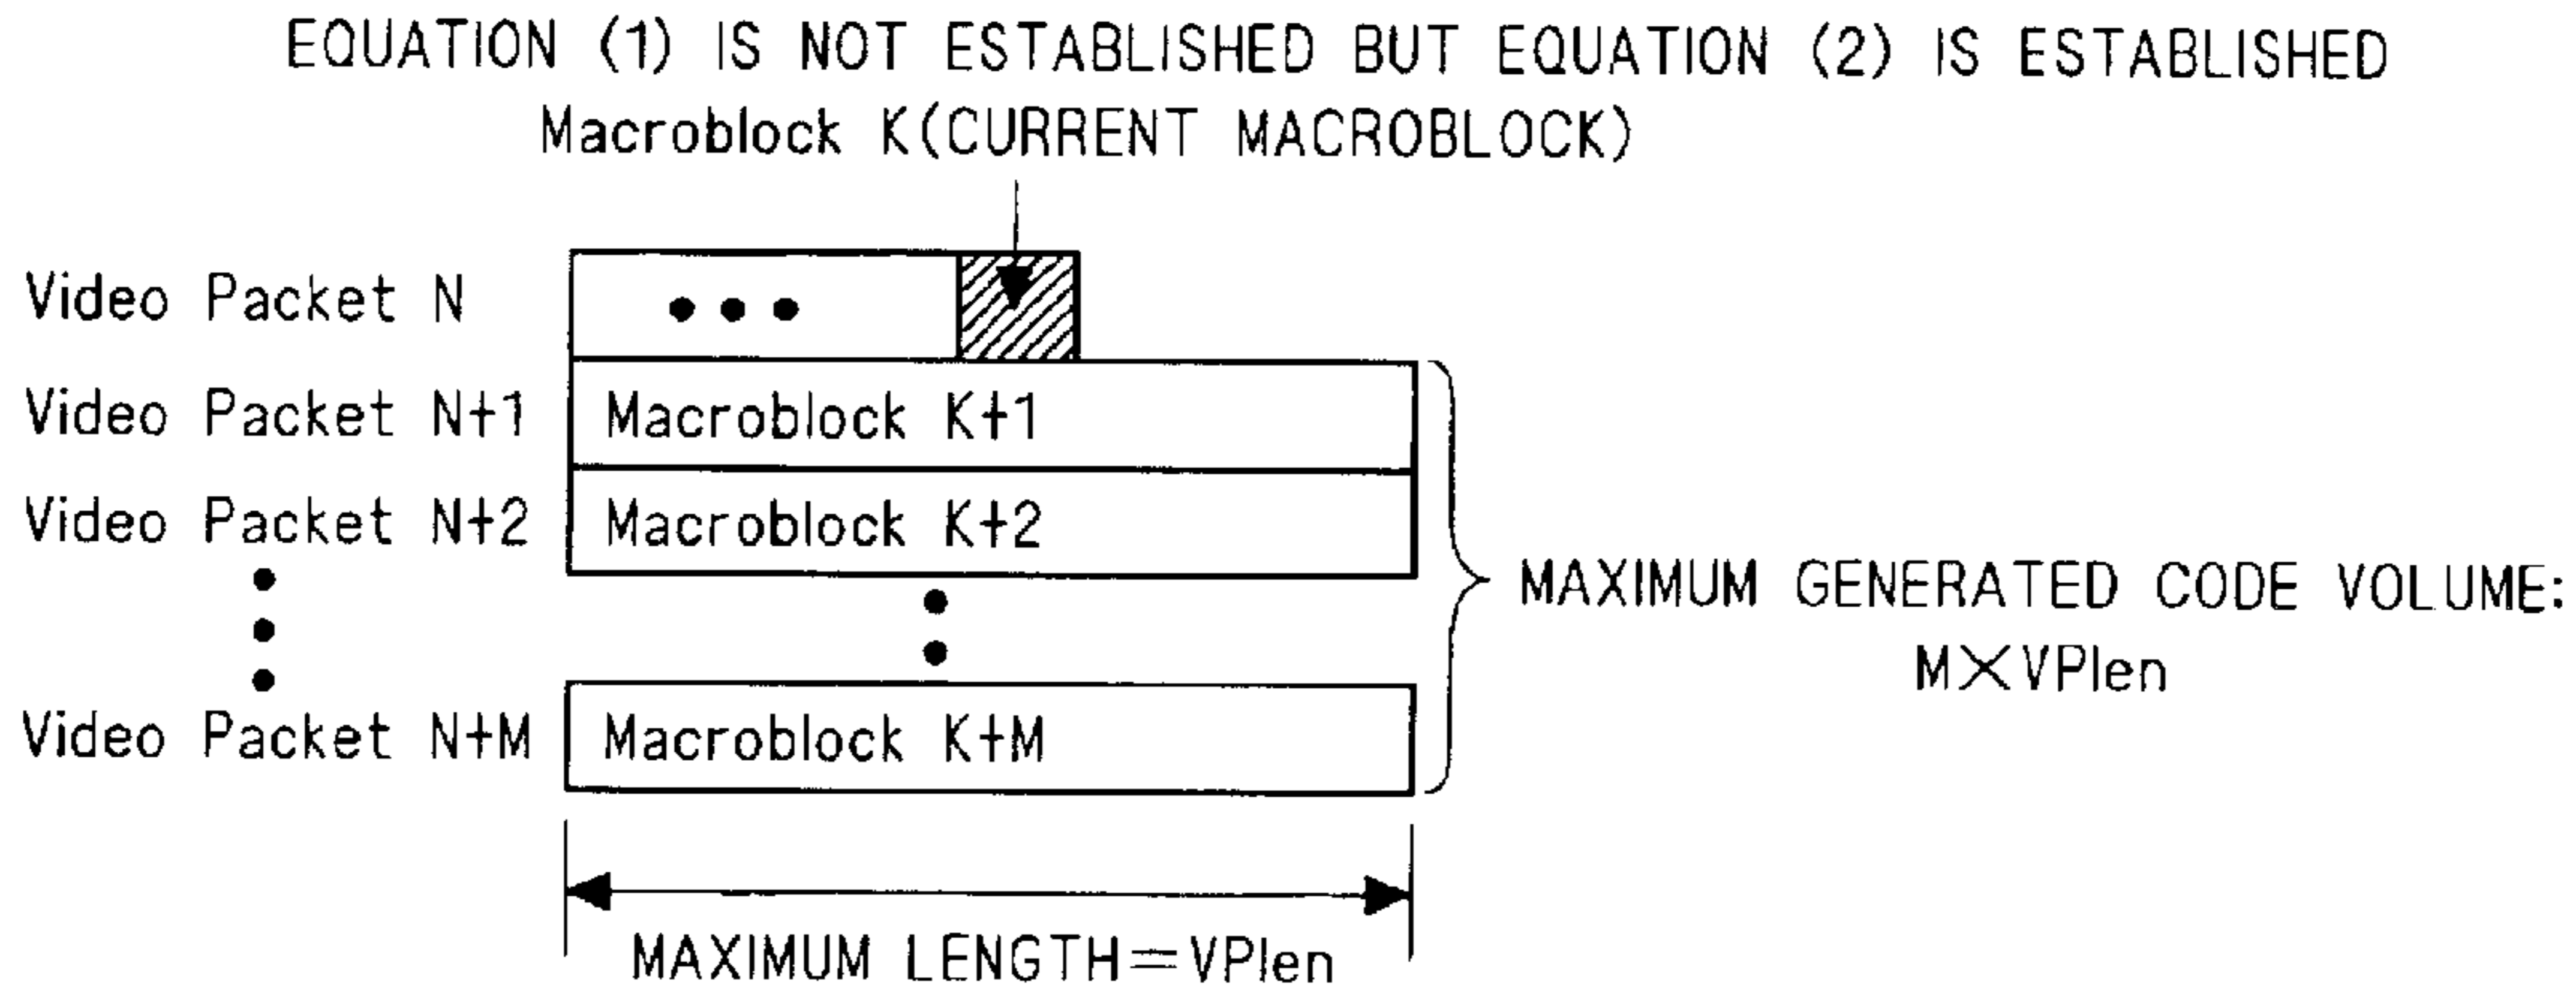 EQUATION (1) IS NOT ESTABLISHED BUT EQUATION (2) IS ESTABLISHED
Macroblock K(CURRENT MACROBLOCK)
Video Packet N
Video Packet N+1 Macroblock K+1
Video Packet N+2 Macroblock K+2
MAXIMUM GENERATED CODE VOLUME:
M×VPlen
Video Packet N+M Macroblock K+M
MAXIMUM LENGTH=VPlen